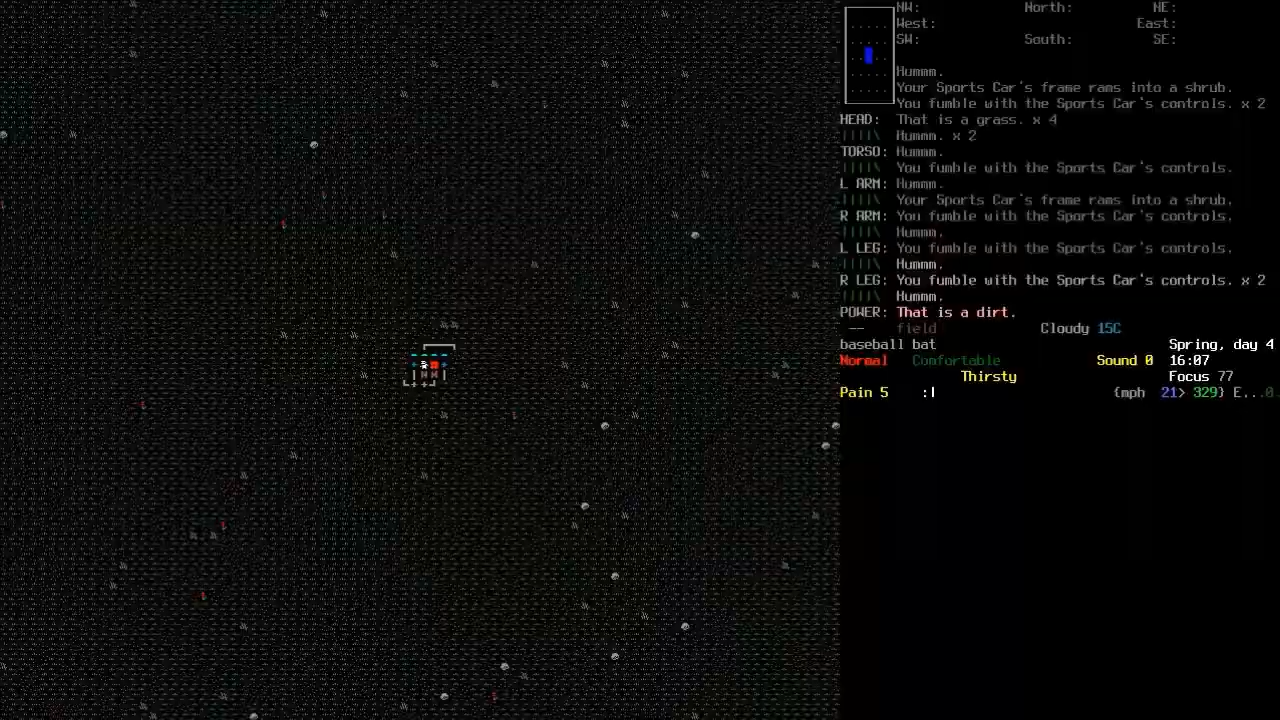 NW: North: NE:
West: East:
SW: South: SE:
Hummm.
Your Sports Car's frame rams into a shrub.
You fumble with the Sports Car's controls. x 2
HEAD: That is a grass. x 4
||||\ Hummm. x 2
TORSO: Hummm.
||||\ You fumble with the Sports Car's controls.
L ARM: Hummm.
||||\ Your Sports Car's frame rams into a shrub.
R ARM: You fumble with the Sports Car's controls.
||||\ Hummm.
L LEG: You fumble with the Sports Car's controls.
||||\ Hummm.
R LEG: You fumble with the Sports Car's controls. x 2
||||\ Hummm.
POWER: That is a dirt.
-- field Cloudy 15C
baseball bat Spring, day 4
Normal Comfortable Sound 0 16:07
Thirsty Focus 77
Pain 5 :| {mph 21> 329} E...0